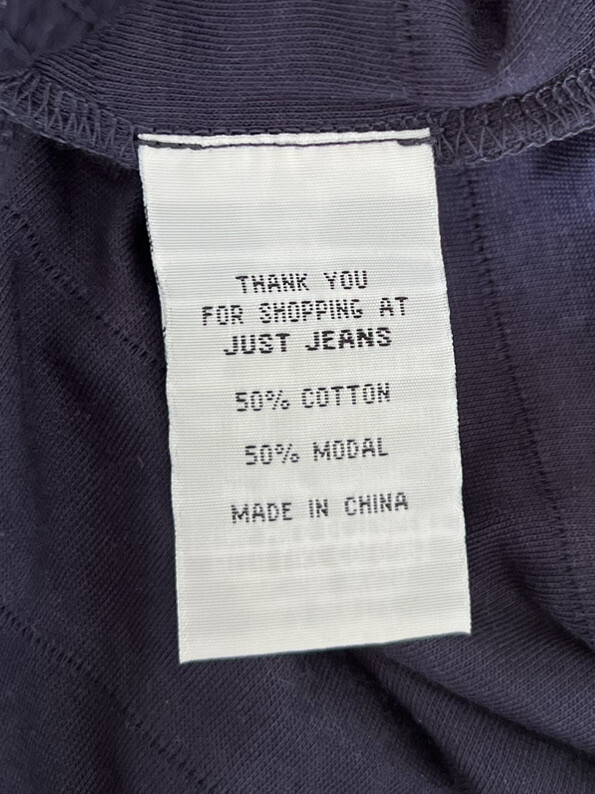 THANK YOU
FOR SHOPPING AT
JUST JEANS
50% COTTON
50% MODAL
MADE IN CHINA